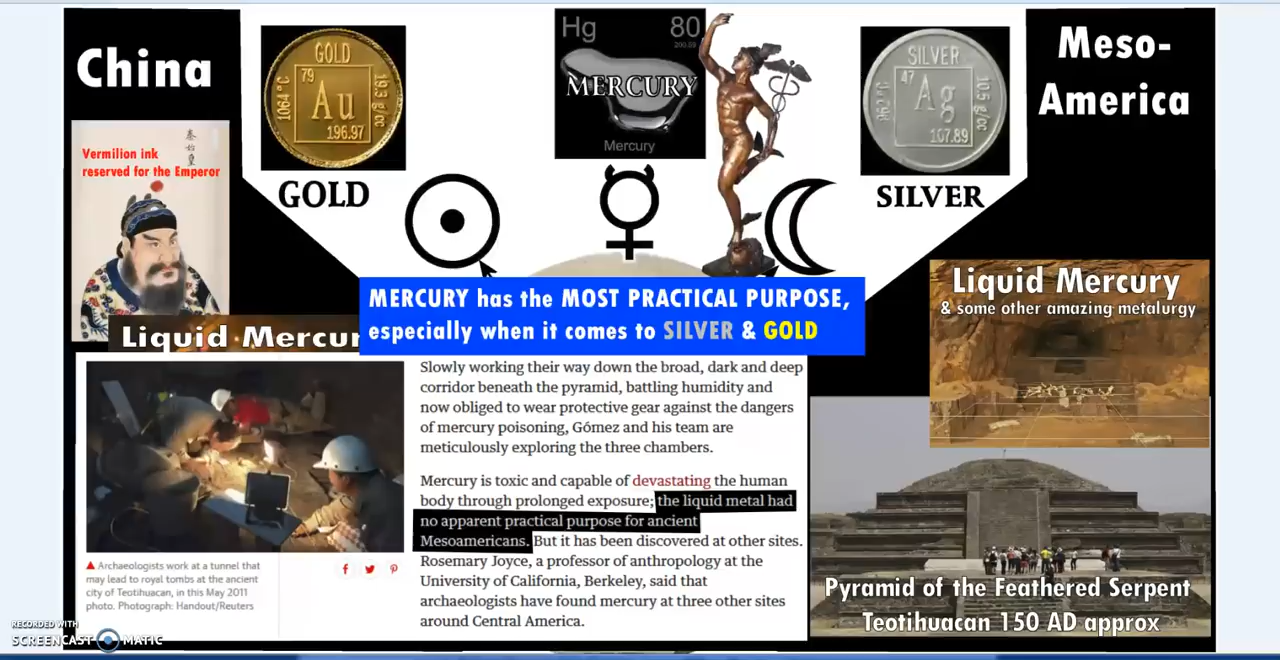 China
GOLD
79
Au
196.97
1064 °C
19.3 g/cc
GOLD
Hg 80
200.59
MERCURY
Mercury
SILVER
47
Ag
107.89
962 °C
10.5 g/cc
SILVER
Meso-
America
秦
始
皇
Vermilion ink
reserved for the Emperor
MERCURY has the MOST PRACTICAL PURPOSE,
especially when it comes to SILVER & GOLD
Liquid Mercur
Liquid Mercury
& some other amazing metalurgy
Slowly working their way down the broad, dark and deep
corridor beneath the pyramid, battling humidity and
now obliged to wear protective gear against the dangers
of mercury poisoning, Gómez and his team are
meticulously exploring the three chambers.
Mercury is toxic and capable of devastating the human
body through prolonged exposure; the liquid metal had
no apparent practical purpose for ancient
Mesoamericans. But it has been discovered at other sites.
Rosemary Joyce, a professor of anthropology at the
University of California, Berkeley, said that
archaeologists have found mercury at three other sites
around Central America.
Archaeologists work at a tunnel that
may lead to royal tombs at the ancient
city of Teotihuacan, in this May 2011
photo. Photograph: Handout/Reuters
Pyramid of the Feathered Serpent
Teotihuacan 150 AD approx
RECORDED WITH
SCREENCAST MATIC